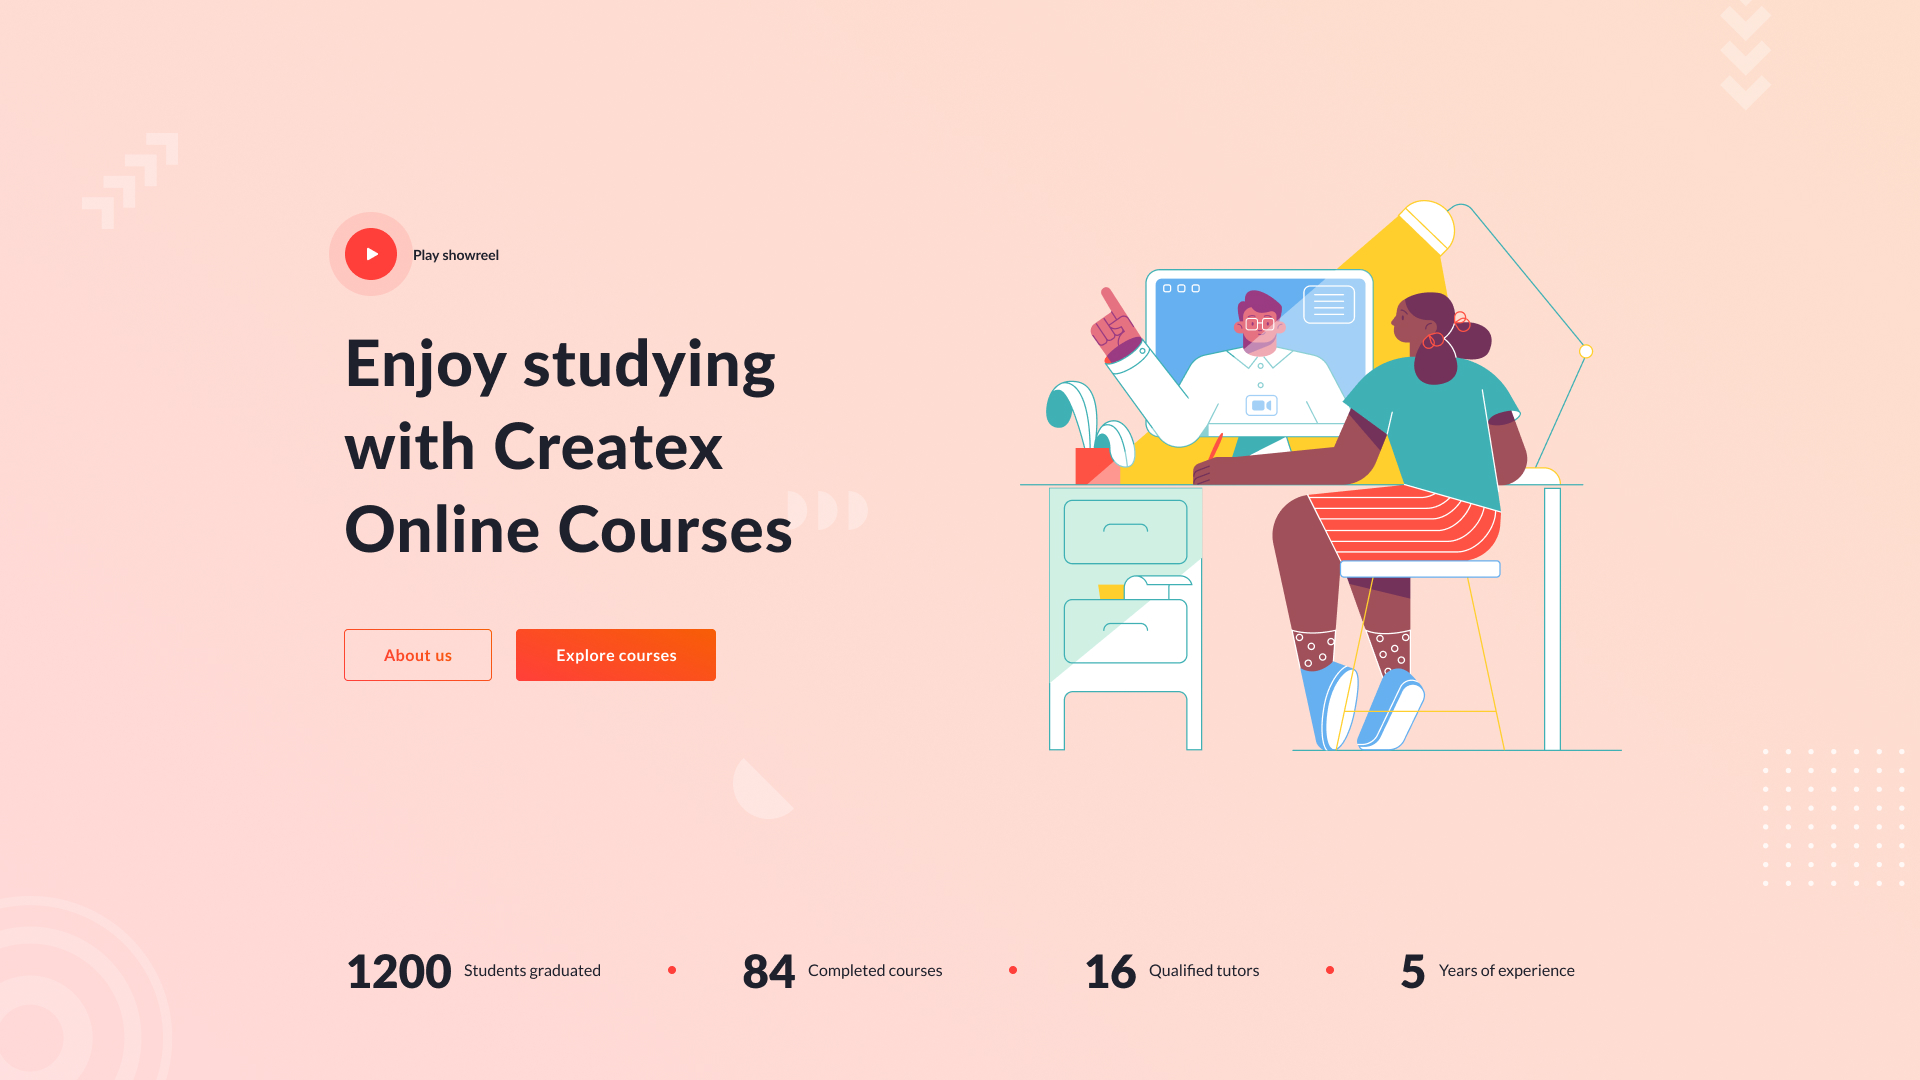 Play showreel
Enjoy studying
with Createx
Online Courses
About us
Explore courses
1200 Students graduated
84 Completed courses
16 Qualified tutors
5 Years of experience